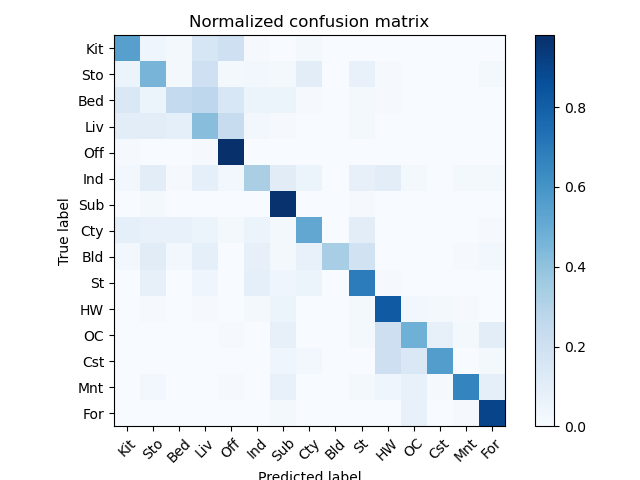 Normalized confusion matrix
True label
Kit
Sto
Bed
Liv
Off
Ind
Sub
Cty
Bld
St
HW
OC
Cst
Mnt
For
Kit Sto Bed Liv Off Ind Sub Cty Bld St HW OC Cst Mnt For
Predicted label
0.8
0.6
0.4
0.2
0.0